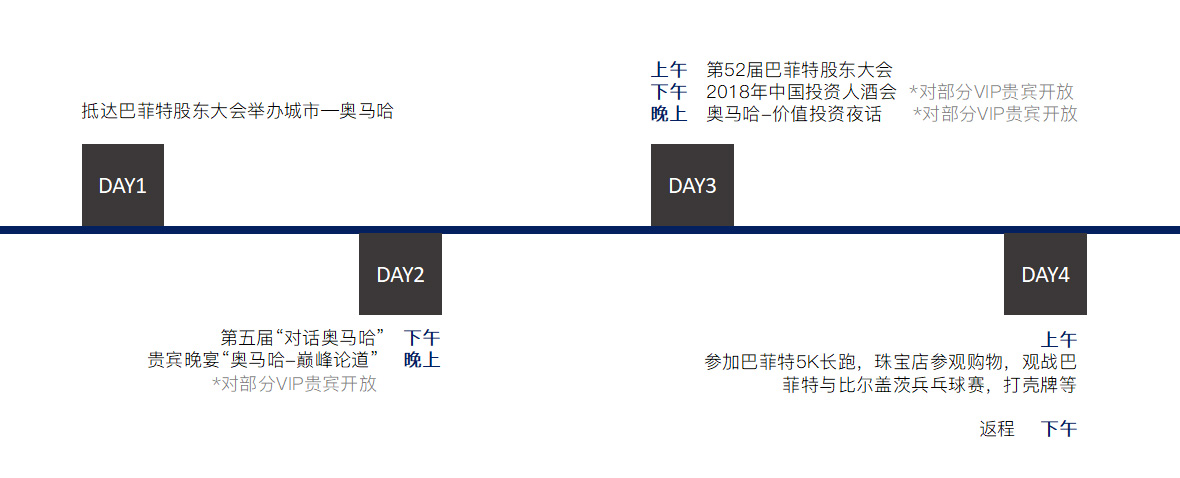 抵达巴菲特股东大会举办城市—奥马哈
DAY1
第五届“对话奥马哈” 下午
贵宾晚宴“奥马哈-巅峰论道” 晚上
*对部分VIP贵宾开放
DAY2
上午 第52届巴菲特股东大会
下午 2018年中国投资人酒会 *对部分VIP贵宾开放
晚上 奥马哈-价值投资夜话 *对部分VIP贵宾开放
DAY3
DAY4
上午
参加巴菲特5K长跑，珠宝店参观购物，观战巴
菲特与比尔盖茨兵乓球赛，打壳牌等
返程 下午